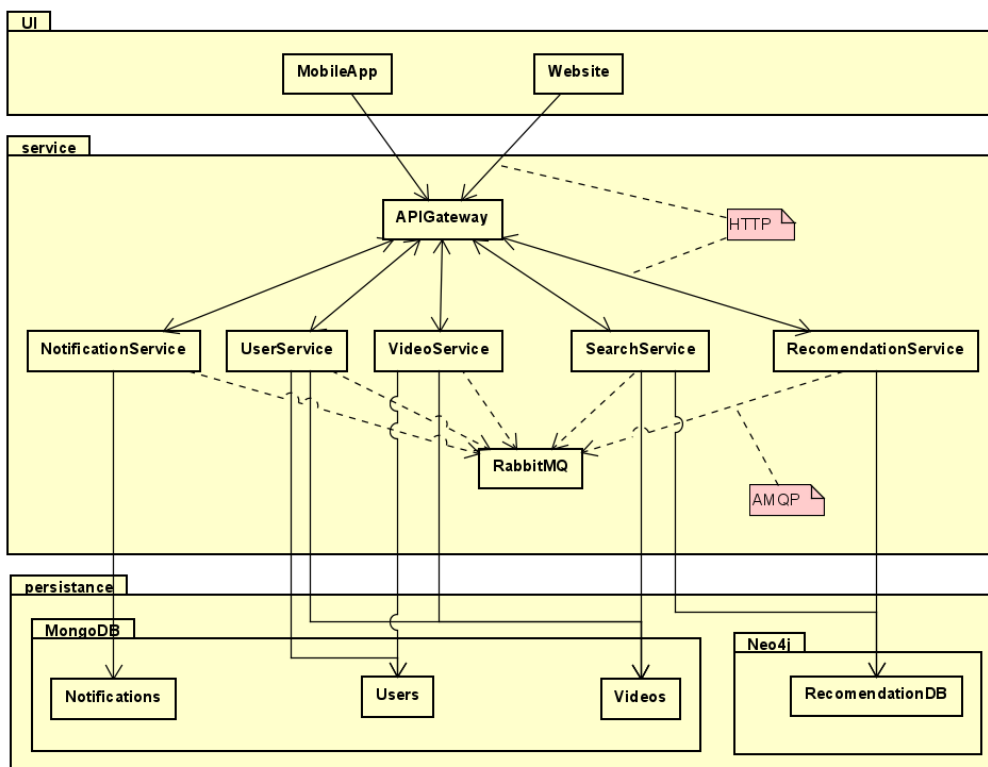 UI
MobileApp
Website
service
APIGateway
HTTP
NotificationService
UserService
VideoService
SearchService
RecomendationService
RabbitMQ
AMQP
persistance
MongoDB
Neo4j
Notifications
Users
Videos
RecomendationDB